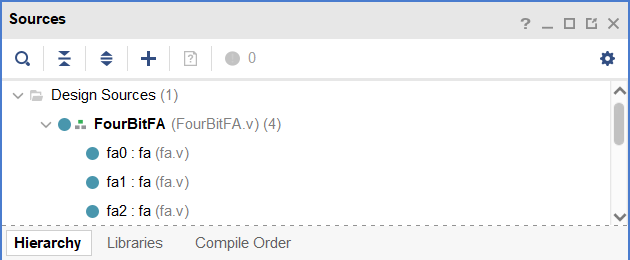 Sources
? 0
Design Sources (1)
FourBitFA (FourBitFA.v) (4)
fa0 : fa (fa.v)
fa1 : fa (fa.v)
fa2 : fa (fa.v)
Hierarchy Libraries Compile Order